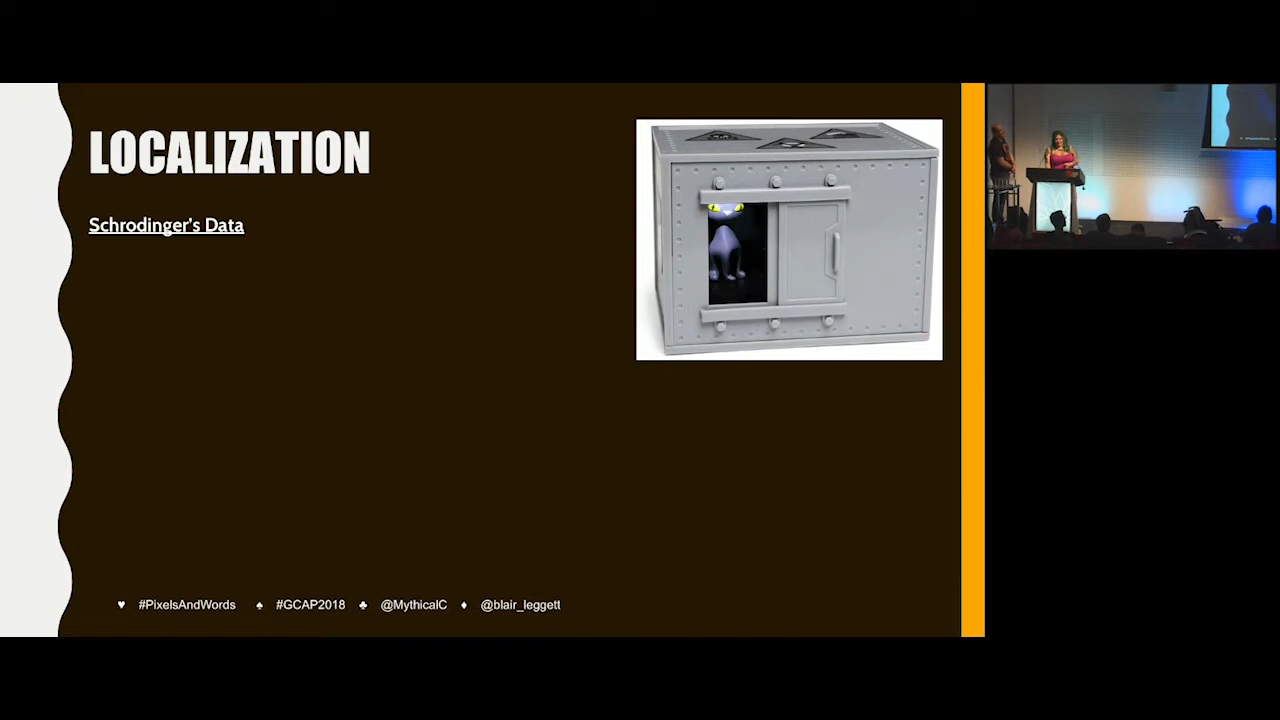 LOCALIZATION
Schrodinger's Data
♥ #PixelsAndWords ♠ #GCAP2018 ♣ @MythicalC ♦ @blair_leggett